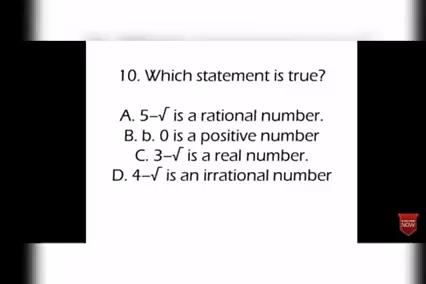 10. Which statement is true?
A. 5–√ is a rational number.
B. b. 0 is a positive number
C. 3–√ is a real number.
D. 4–√ is an irrational number
NOW